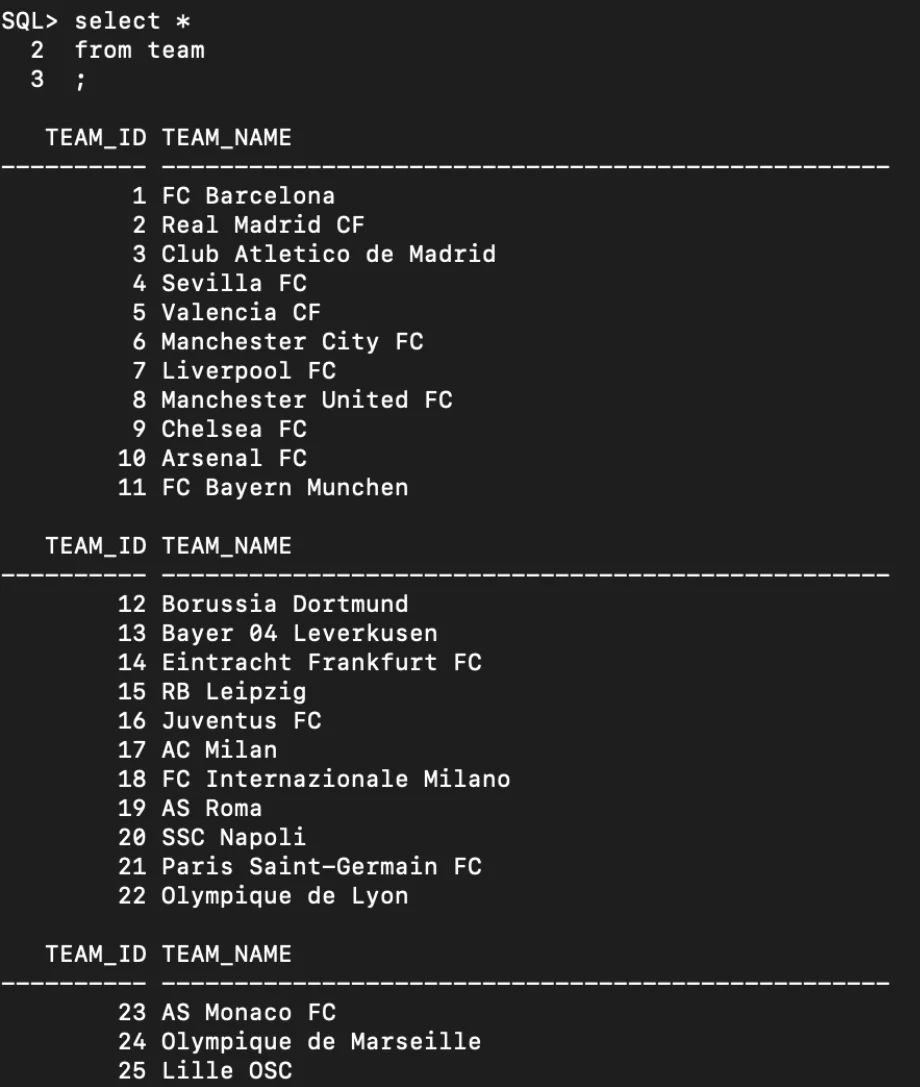 SQL> select *
  2  from team
  3  ;
   TEAM_ID TEAM_NAME
---------- --------------------------------------------------
         1 FC Barcelona
         2 Real Madrid CF
         3 Club Atletico de Madrid
         4 Sevilla FC
         5 Valencia CF
         6 Manchester City FC
         7 Liverpool FC
         8 Manchester United FC
         9 Chelsea FC
        10 Arsenal FC
        11 FC Bayern Munchen
   TEAM_ID TEAM_NAME
---------- --------------------------------------------------
        12 Borussia Dortmund
        13 Bayer 04 Leverkusen
        14 Eintracht Frankfurt FC
        15 RB Leipzig
        16 Juventus FC
        17 AC Milan
        18 FC Internazionale Milano
        19 AS Roma
        20 SSC Napoli
        21 Paris Saint-Germain FC
        22 Olympique de Lyon
   TEAM_ID TEAM_NAME
---------- --------------------------------------------------
        23 AS Monaco FC
        24 Olympique de Marseille
        25 Lille OSC